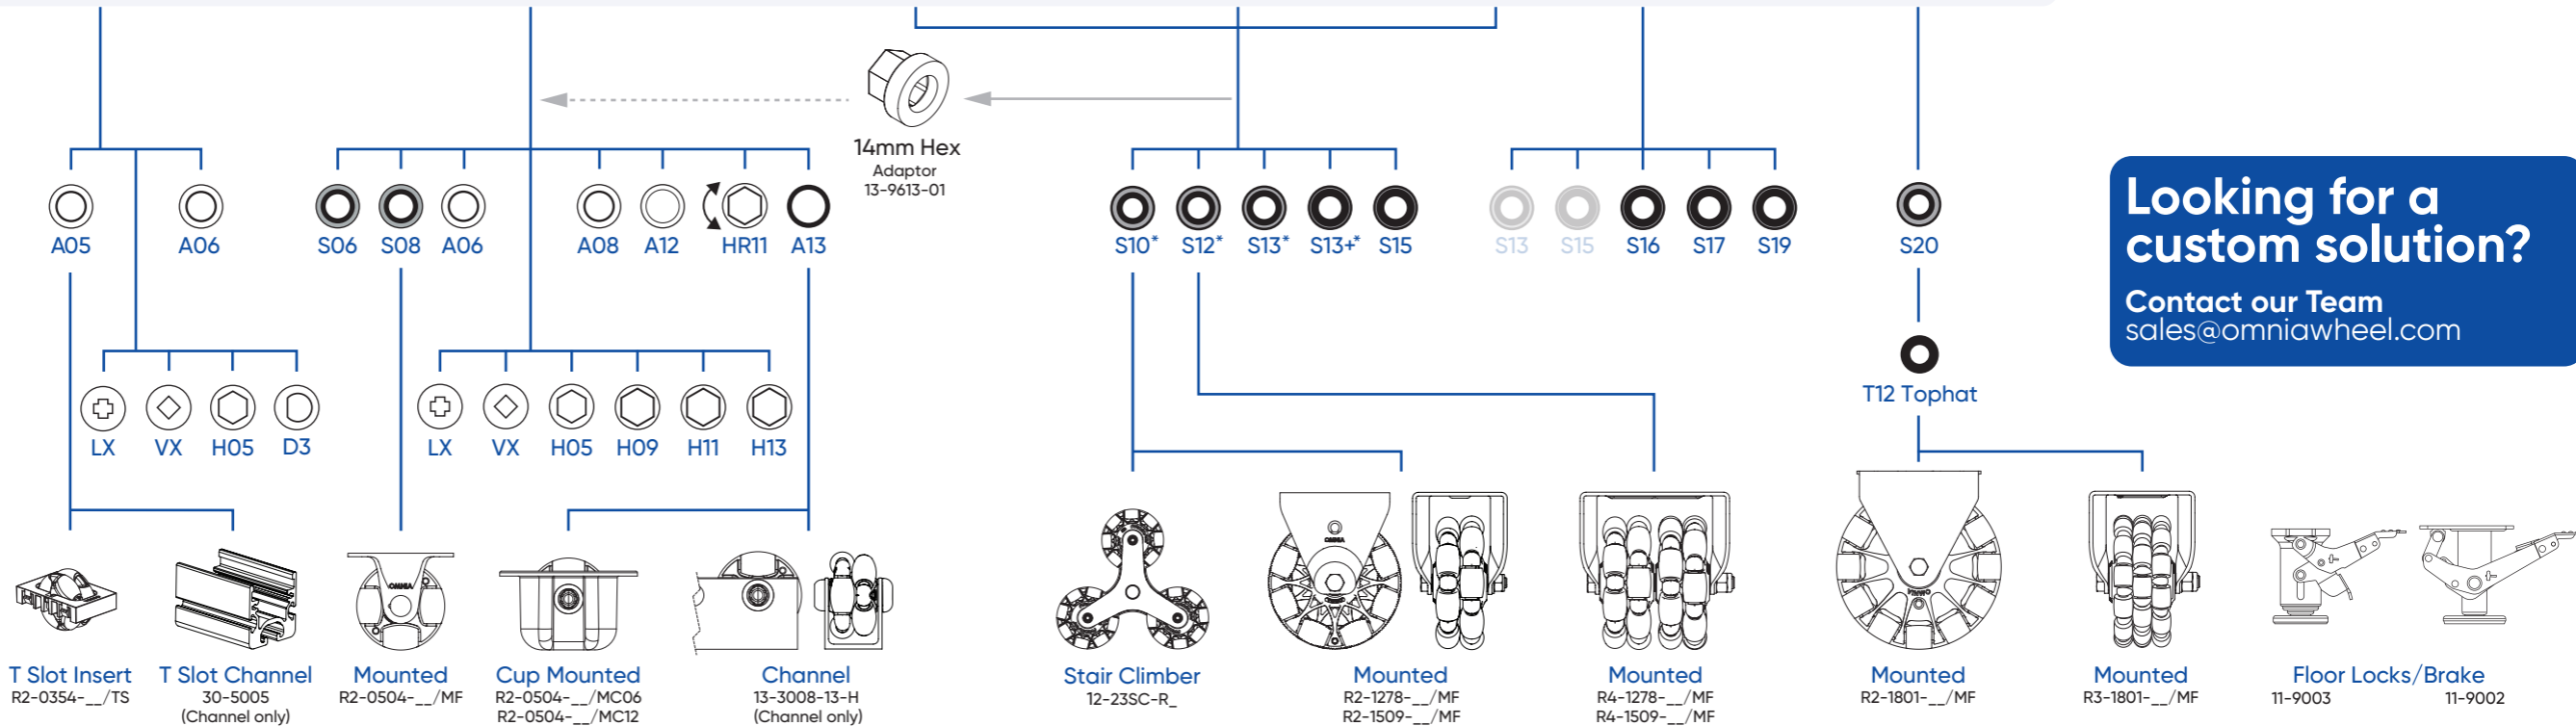 14mm Hex
Adaptor
13-9613-01
A05
A06
S06
S08
A06
A08
A12
HR11
A13
S10*
S12*
S13*
S13+*
S15
S13
S15
S16
S17
S19
S20
Looking for a
custom solution?
Contact our Team
sales@omniawheel.com
T12 Tophat
LX
VX
H05
D3
LX
VX
H05
H09
H11
H13
OMNIA
OMNIA
OMNIA
T Slot Insert
R2-0354-__/TS
T Slot Channel
30-5005
(Channel only)
Mounted
R2-0504-__/MF
Cup Mounted
R2-0504-__/MC06
R2-0504-__/MC12
Channel
13-3008-13-H
(Channel only)
Stair Climber
12-23SC-R_
Mounted
R2-1278-__/MF
R2-1509-__/MF
Mounted
R4-1278-__/MF
R4-1509-__/MF
Mounted
R2-1801-__/MF
Mounted
R3-1801-__/MF
Floor Locks/Brake
11-9003
11-9002